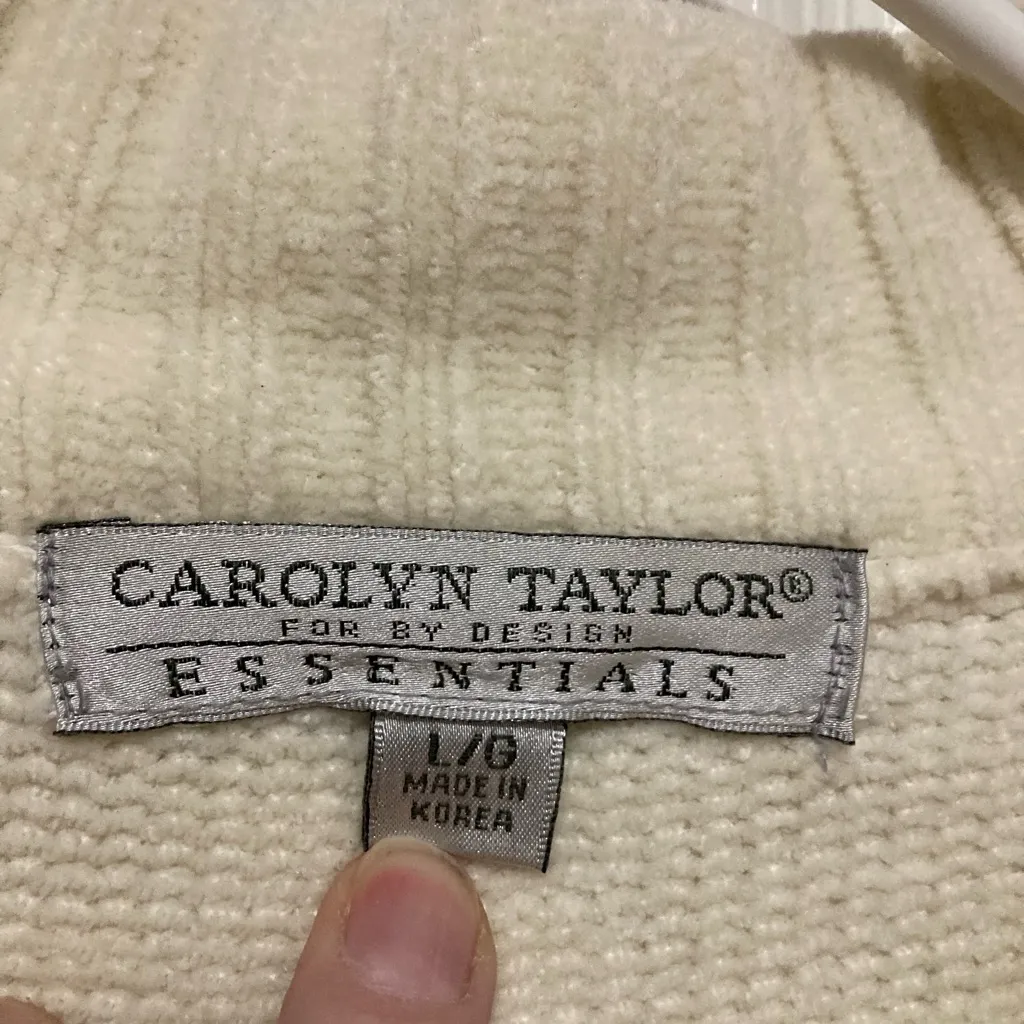 CAROLYN TAYLOR®
FOR BY DESIGN
ESSENTIALS
L/G
MADE IN
KOREA